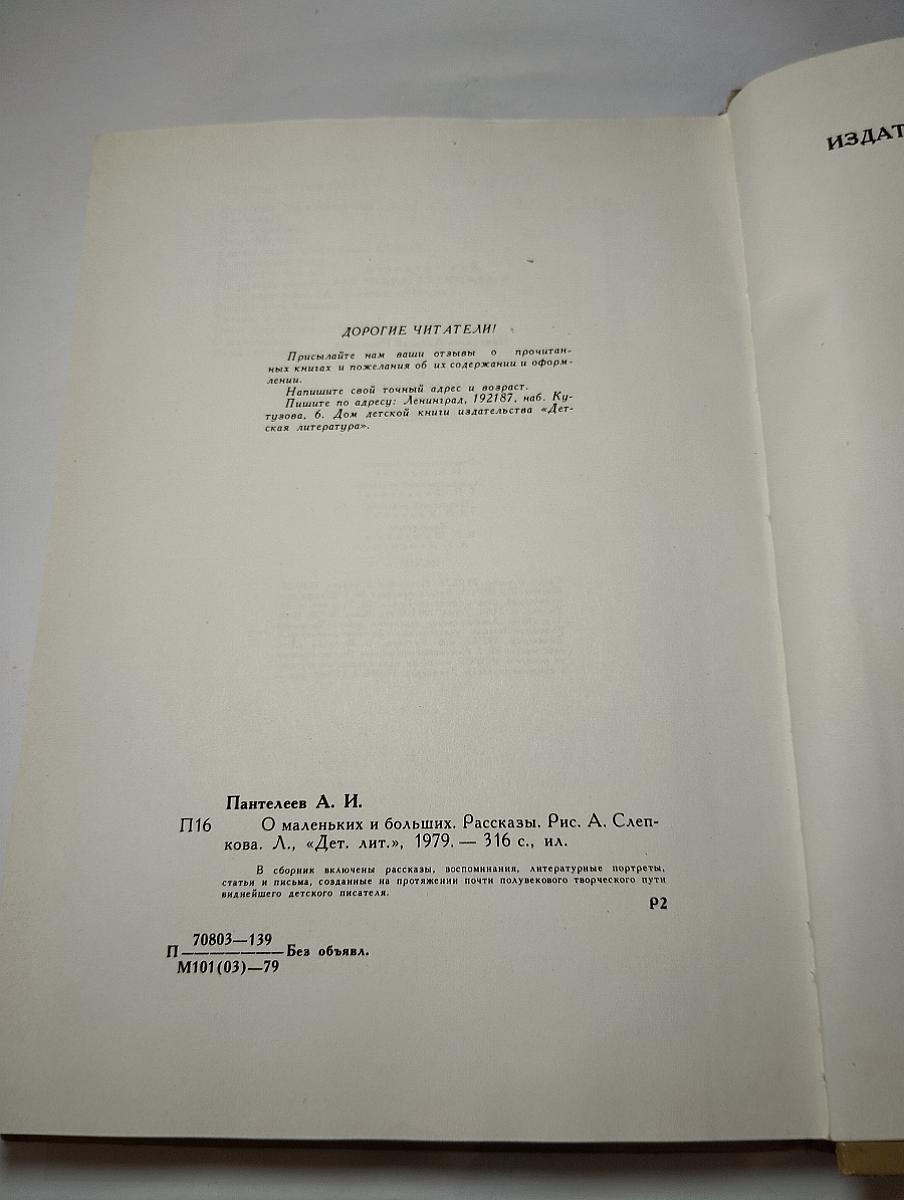 ИЗДАТ
ДОРОГИЕ ЧИТАТЕЛИ!
Присылайте нам ваши отзывы о прочитан-
ных книгах и пожелания об их содержании и оформ-
лении.
Напишите свой точный адрес и возраст.
Пишите по адресу: Ленинград, 192187, наб. Ку-
тузова, 6. Дом детской книги издательства «Дет-
ская литература».
Пантелеев А. И.
П16 О маленьких и больших. Рассказы. Рис. А. Слеп-
кова. Л., «Дет. лит.», 1979. — 316 с., ил.
В сборник включены рассказы, воспоминания, литературные портреты,
статьи и письма, созданные на протяжении почти полувекового творческого пути
виднейшего детского писателя.
Р2
70803—139
П————Без объявл.
М101(03)—79